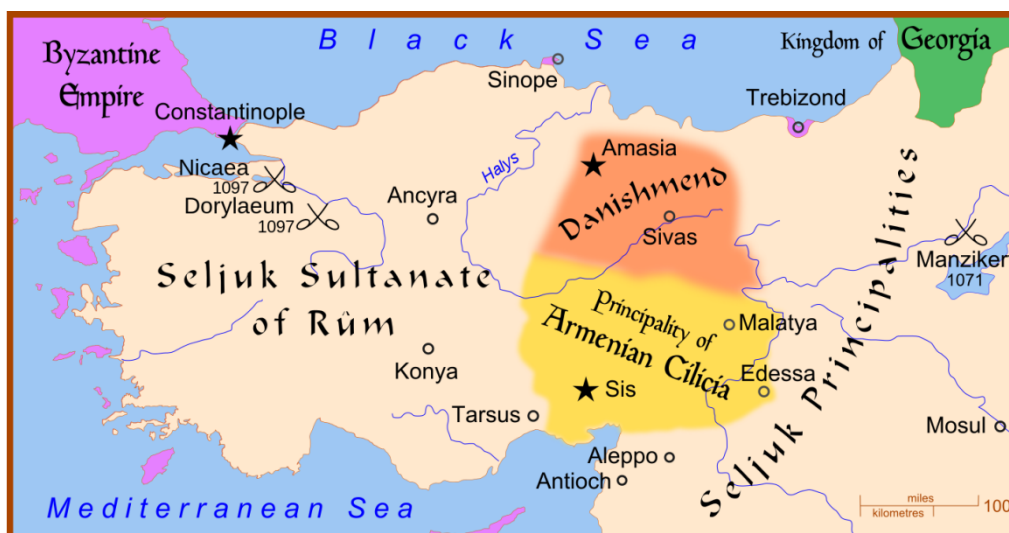 Black Sea
Byzantine
Empire
Kingdom of Georgia
Sinope
Constantinople
Trebizond
Nicaea
1097
Dorylaeum
1097
Halys
Ancyra
Amasia
Danishmend
Sivas
Manziker
1071
Seljuk Sultanate
of Rûm
Principality of
Armenian Cilicia
Malatya
Konya
Sis
Edessa
Seljuk Principalities
Tarsus
Mosul
Aleppo
Antioch
Mediterranean Sea
miles
kilometres
100